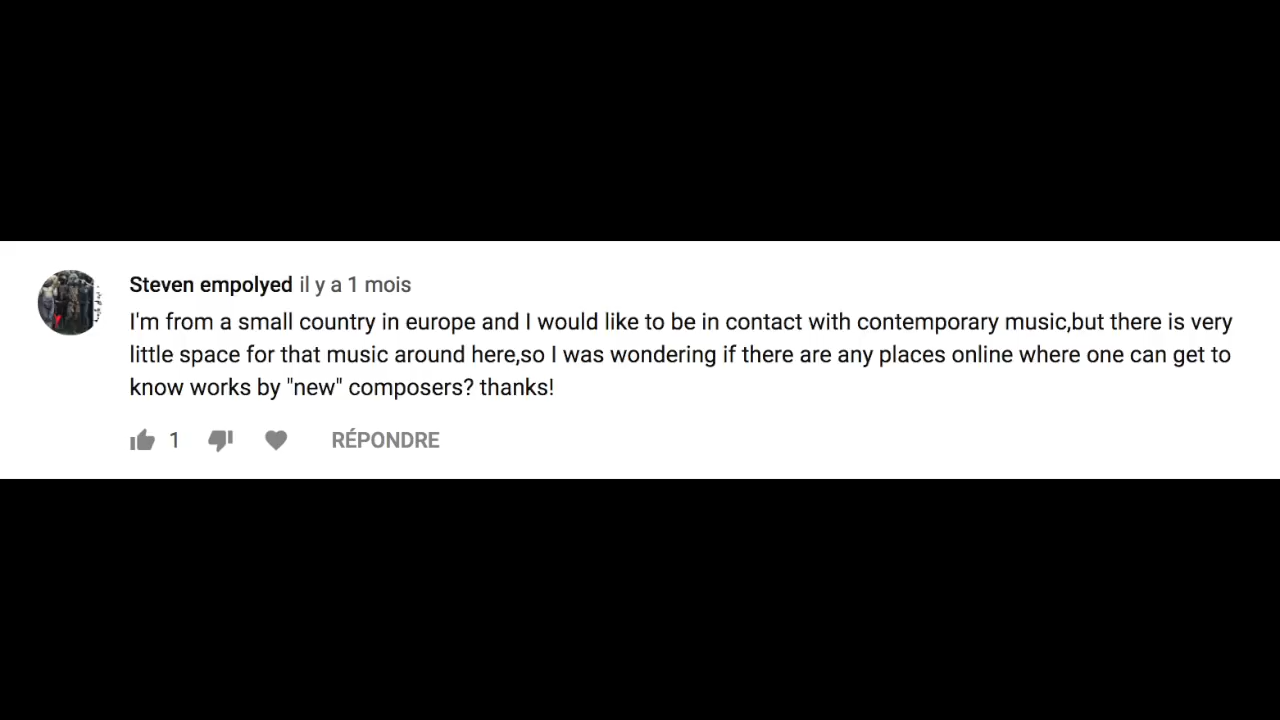 Steven empolyed il y a 1 mois
I'm from a small country in europe and I would like to be in contact with contemporary music,but there is very
little space for that music around here,so I was wondering if there are any places online where one can get to
know works by "new" composers? thanks!
1 RÉPONDRE